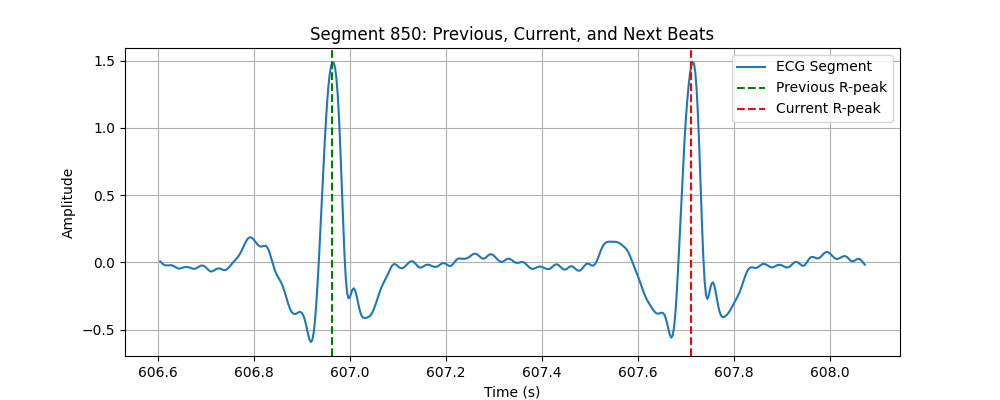 Segment 850: Previous, Current, and Next Beats
ECG Segment
Previous R-peak
Current R-peak
Amplitude
1.5
1.0
0.5
0.0
−0.5
606.6 606.8 607.0 607.2 607.4 607.6 607.8 608.0
Time (s)